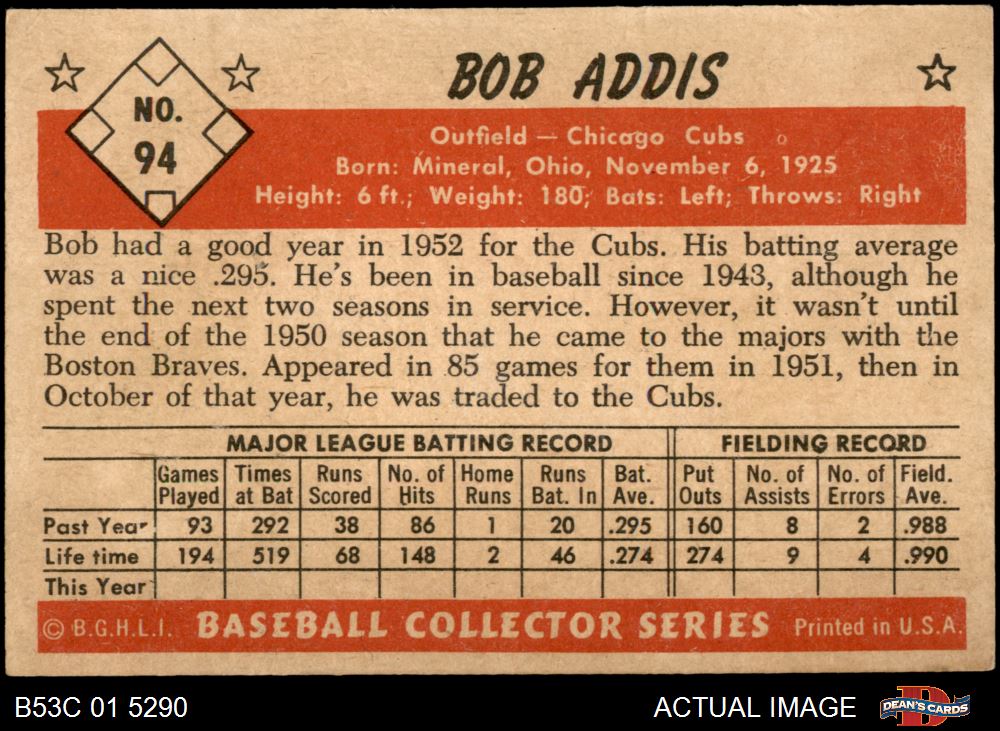 NO.
94
BOB ADDIS
Outfield — Chicago Cubs
Born: Mineral, Ohio, November 6, 1925
Height: 6 ft.; Weight: 180; Bats: Left; Throws: Right
Bob had a good year in 1952 for the Cubs. His batting average
was a nice .295. He's been in baseball since 1943, although he
spent the next two seasons in service. However, it wasn't until
the end of the 1950 season that he came to the majors with the
Boston Braves. Appeared in 85 games for them in 1951, then in
October of that year, he was traded to the Cubs.
MAJOR LEAGUE BATTING RECORD FIELDING RECORD
Games Times Runs No. of Home Runs Bat. Put No. of No. of Field.
Played at Bat Scored Hits Runs Bat. In Ave. Outs Assists Errors Ave.
Past Year 93 292 38 86 1 20 .295 160 8 2 .988
Life time 194 519 68 148 2 46 .274 274 9 4 .990
This Year
© B.G.H.L.I. BASEBALL COLLECTOR SERIES Printed in U.S.A.
B53C 01 5290 ACTUAL IMAGE DEAN'S CARDS